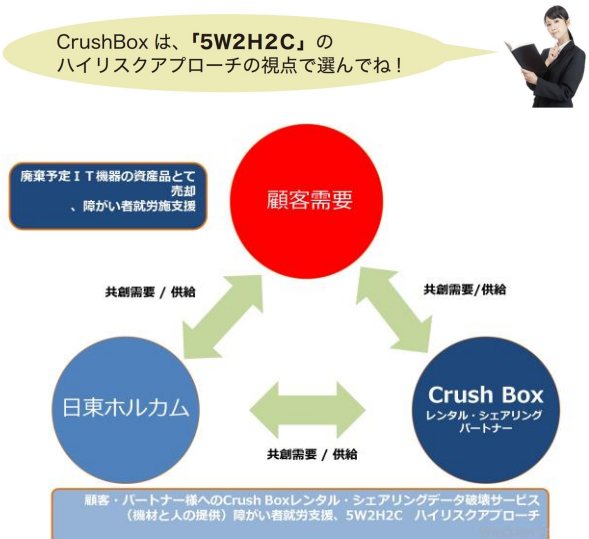 CrushBox は、「5W2H2C」の
ハイリスクアプローチの視点で選んでね！
廃棄予定ＩＴ機器の資産品とて
売却
、障がい者就労施支援
顧客需要
共創需要 / 供給
共創需要/供給
日東ホルカム
Crush Box
レンタル・シェアリング
パートナー
共創需要 / 供給
顧客・パートナー様へのCrush Boxレンタル・シェアリングデータ破壊サービス
（機材と人の提供）障がい者就労支援、5W2H2C　ハイリスクアプローチ